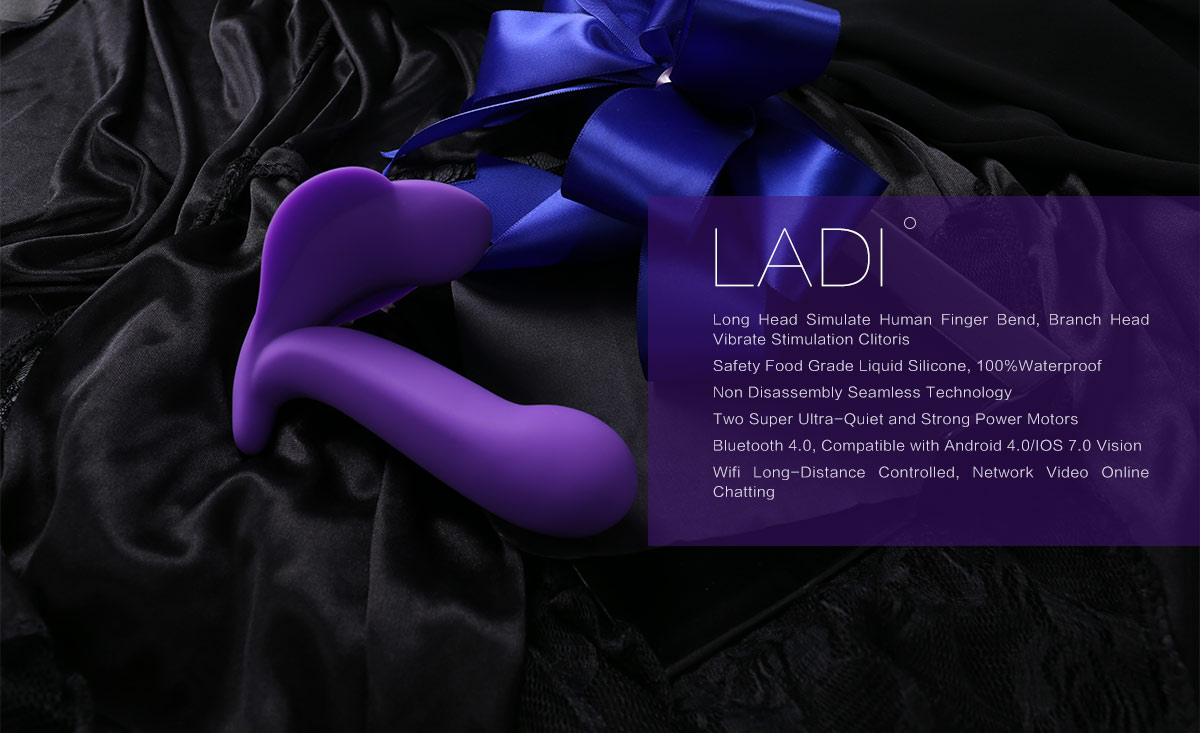 LADI°
Long Head Simulate Human Finger Bend, Branch Head
Vibrate Stimulation Clitoris
Safety Food Grade Liquid Silicone, 100%Waterproof
Non Disassembly Seamless Technology
Two Super Ultra-Quiet and Strong Power Motors
Bluetooth 4.0, Compatible with Android 4.0/IOS 7.0 Vision
Wifi Long-Distance Controlled, Network Video Online
Chatting